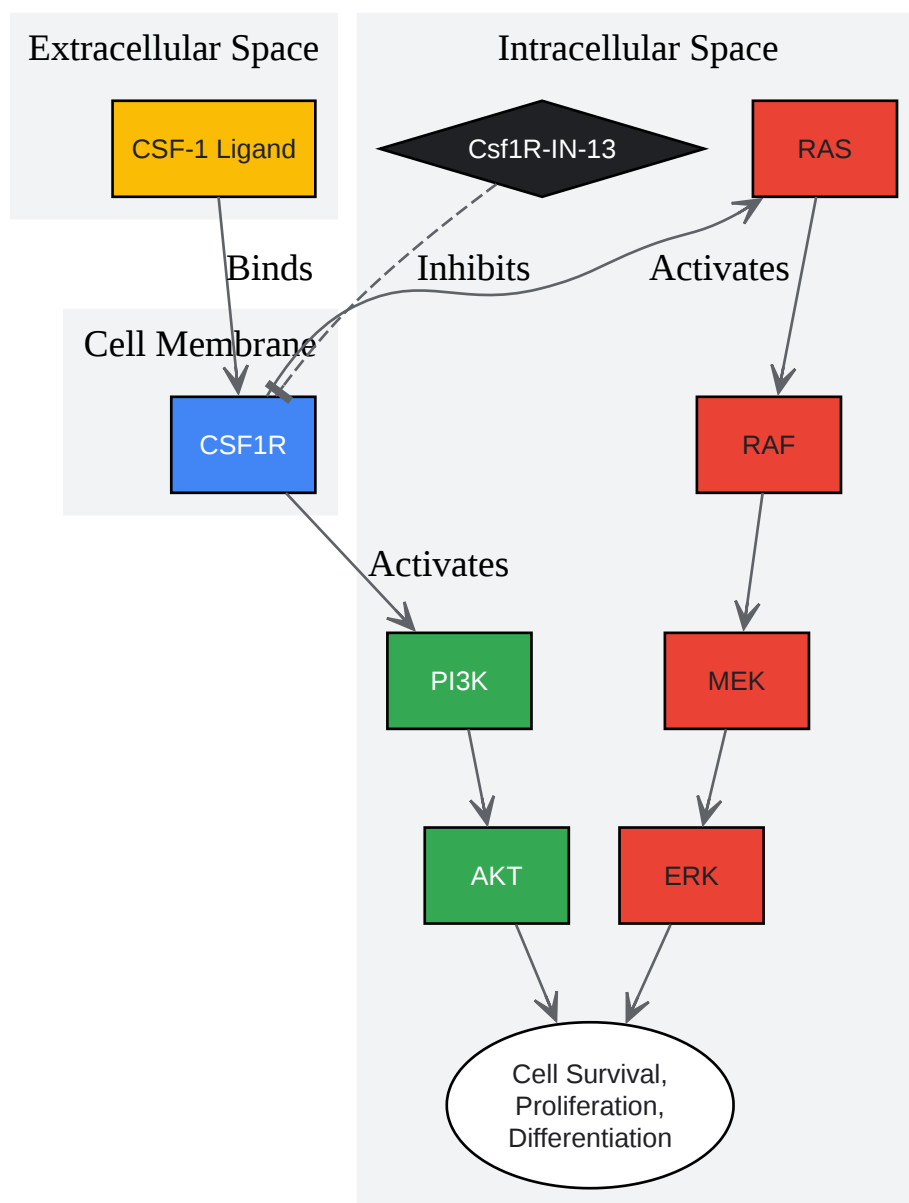 Extracellular Space
Intracellular Space
CSF-1 Ligand
Csf1R-IN-13
RAS
Binds
Inhibits
Activates
Cell Membrane
CSF1R
RAF
Activates
PI3K
MEK
AKT
ERK
Cell Survival,
Proliferation,
Differentiation